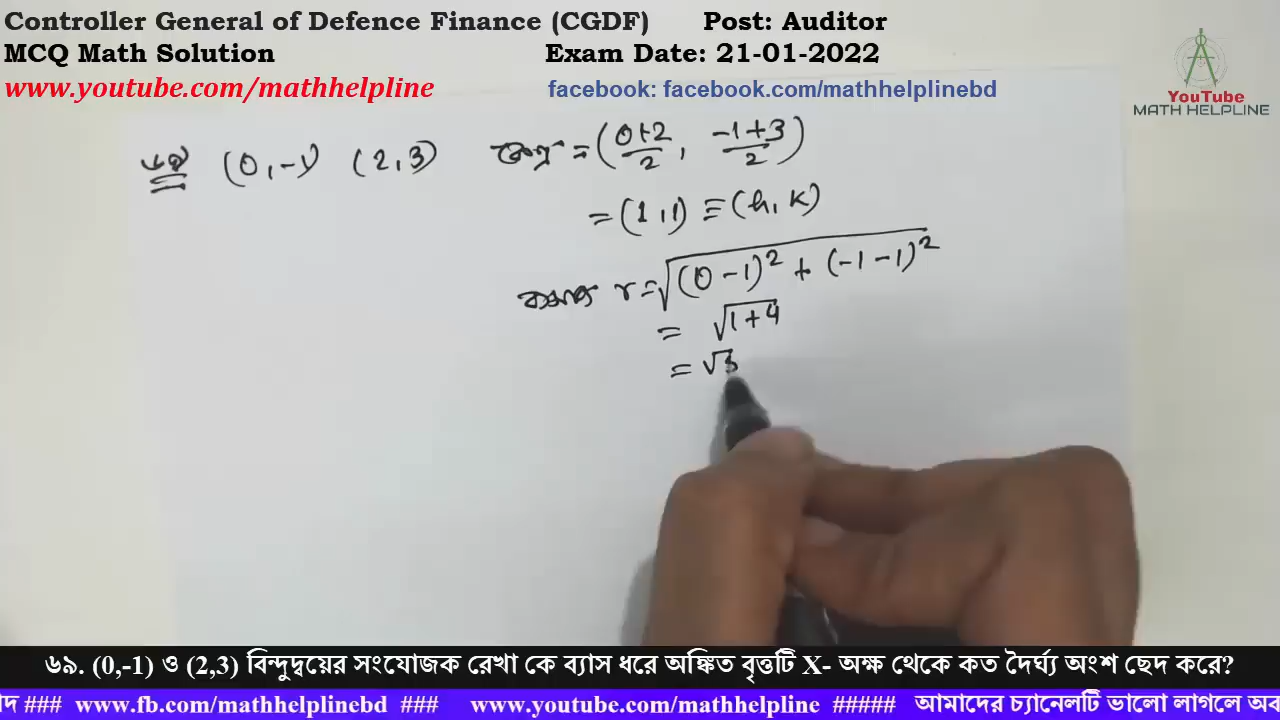 Controller General of Defence Finance (CGDF) Post: Auditor
MCQ Math Solution Exam Date: 21-01-2022
www.youtube.com/mathhelpline facebook: facebook.com/mathhelplinebd
YouTube
MATH HELPLINE
৬৯ (0,-1) (2,3) কেন্দ্র = (0+2/2, -1+3/2)
= (1,1) ≡ (h,k)
ব্যাসার্ধ r = √(0-1)² + (-1-1)²
= √1+4
= √5
৬৯. (0,-1) ও (2,3) বিন্দুদ্বয়ের সংযোজক রেখা কে ব্যাস ধরে অঙ্কিত বৃত্তটি X- অক্ষ থেকে কত দৈর্ঘ্য অংশ ছেদ করে?
দ ### www.fb.com/mathhelplinebd ### www.youtube.com/mathhelpline ##### আমাদের চ্যানেলটি ভালো লাগলে অব